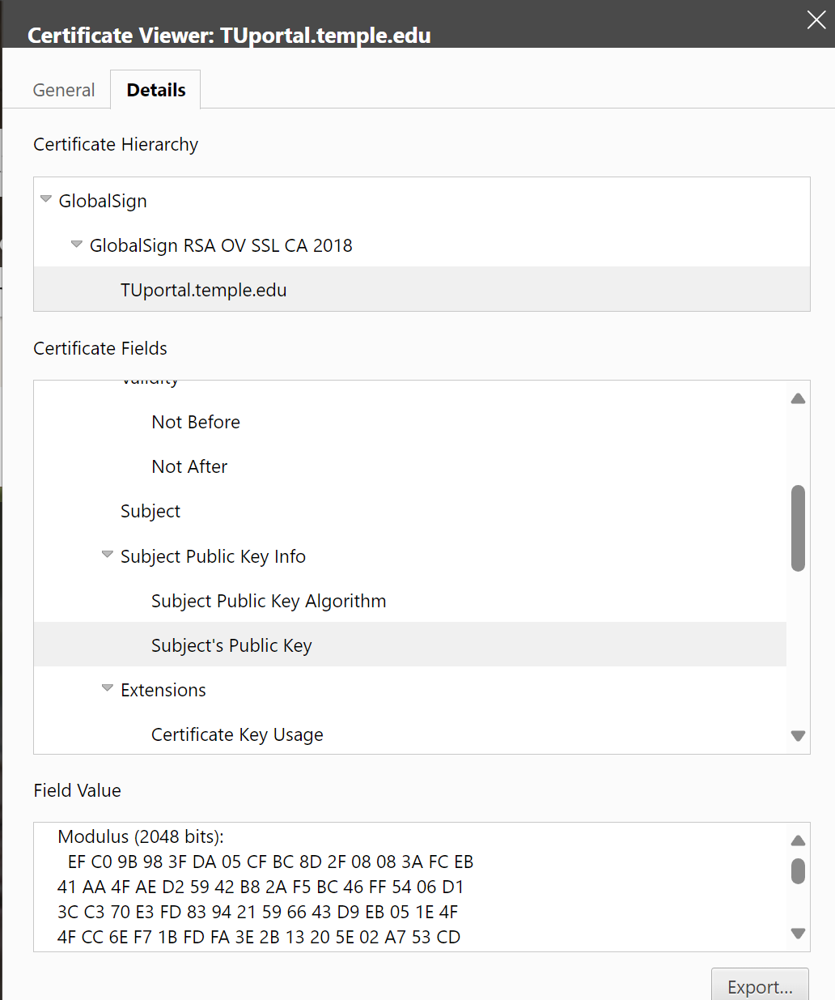 Certificate Viewer: TUportal.temple.edu
General
Details
Certificate Hierarchy
GlobalSign
GlobalSign RSA OV SSL CA 2018
TUportal.temple.edu
Certificate Fields
Validity
Not Before
Not After
Subject
Subject Public Key Info
Subject Public Key Algorithm
Subject's Public Key
Extensions
Certificate Key Usage
Field Value
Modulus (2048 bits):
EF C0 9B 98 3F DA 05 CF BC 8D 2F 08 08 3A FC EB
41 AA 4F AE D2 59 42 B8 2A F5 BC 46 FF 54 06 D1
3C C3 70 E3 FD 83 94 21 59 66 43 D9 EB 05 1E 4F
4F CC 6E F7 1B FD FA 3E 2B 13 20 5E 02 A7 53 CD
Export...